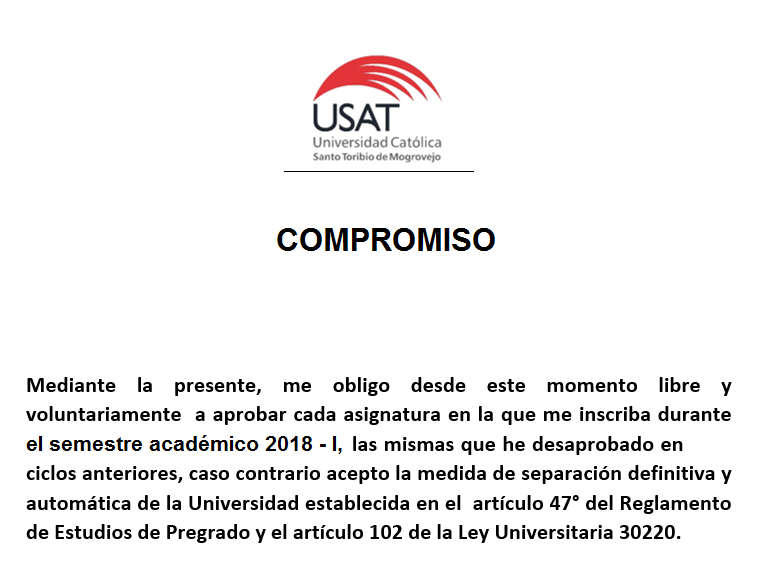 USAT
Universidad Católica
Santo Toribio de Mogrovejo
COMPROMISO
Mediante la presente, me obligo desde este momento libre y
voluntariamente a aprobar cada asignatura en la que me inscriba durante
el semestre académico 2018 - I, las mismas que he desaprobado en
ciclos anteriores, caso contrario acepto la medida de separación definitiva y
automática de la Universidad establecida en el artículo 47° del Reglamento
de Estudios de Pregrado y el artículo 102 de la Ley Universitaria 30220.